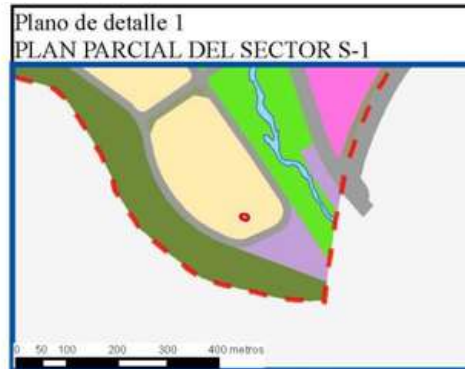 Plano de detalle 1
PLAN PARCIAL DEL SECTOR S-1
0 50 100 200 300 400 metros